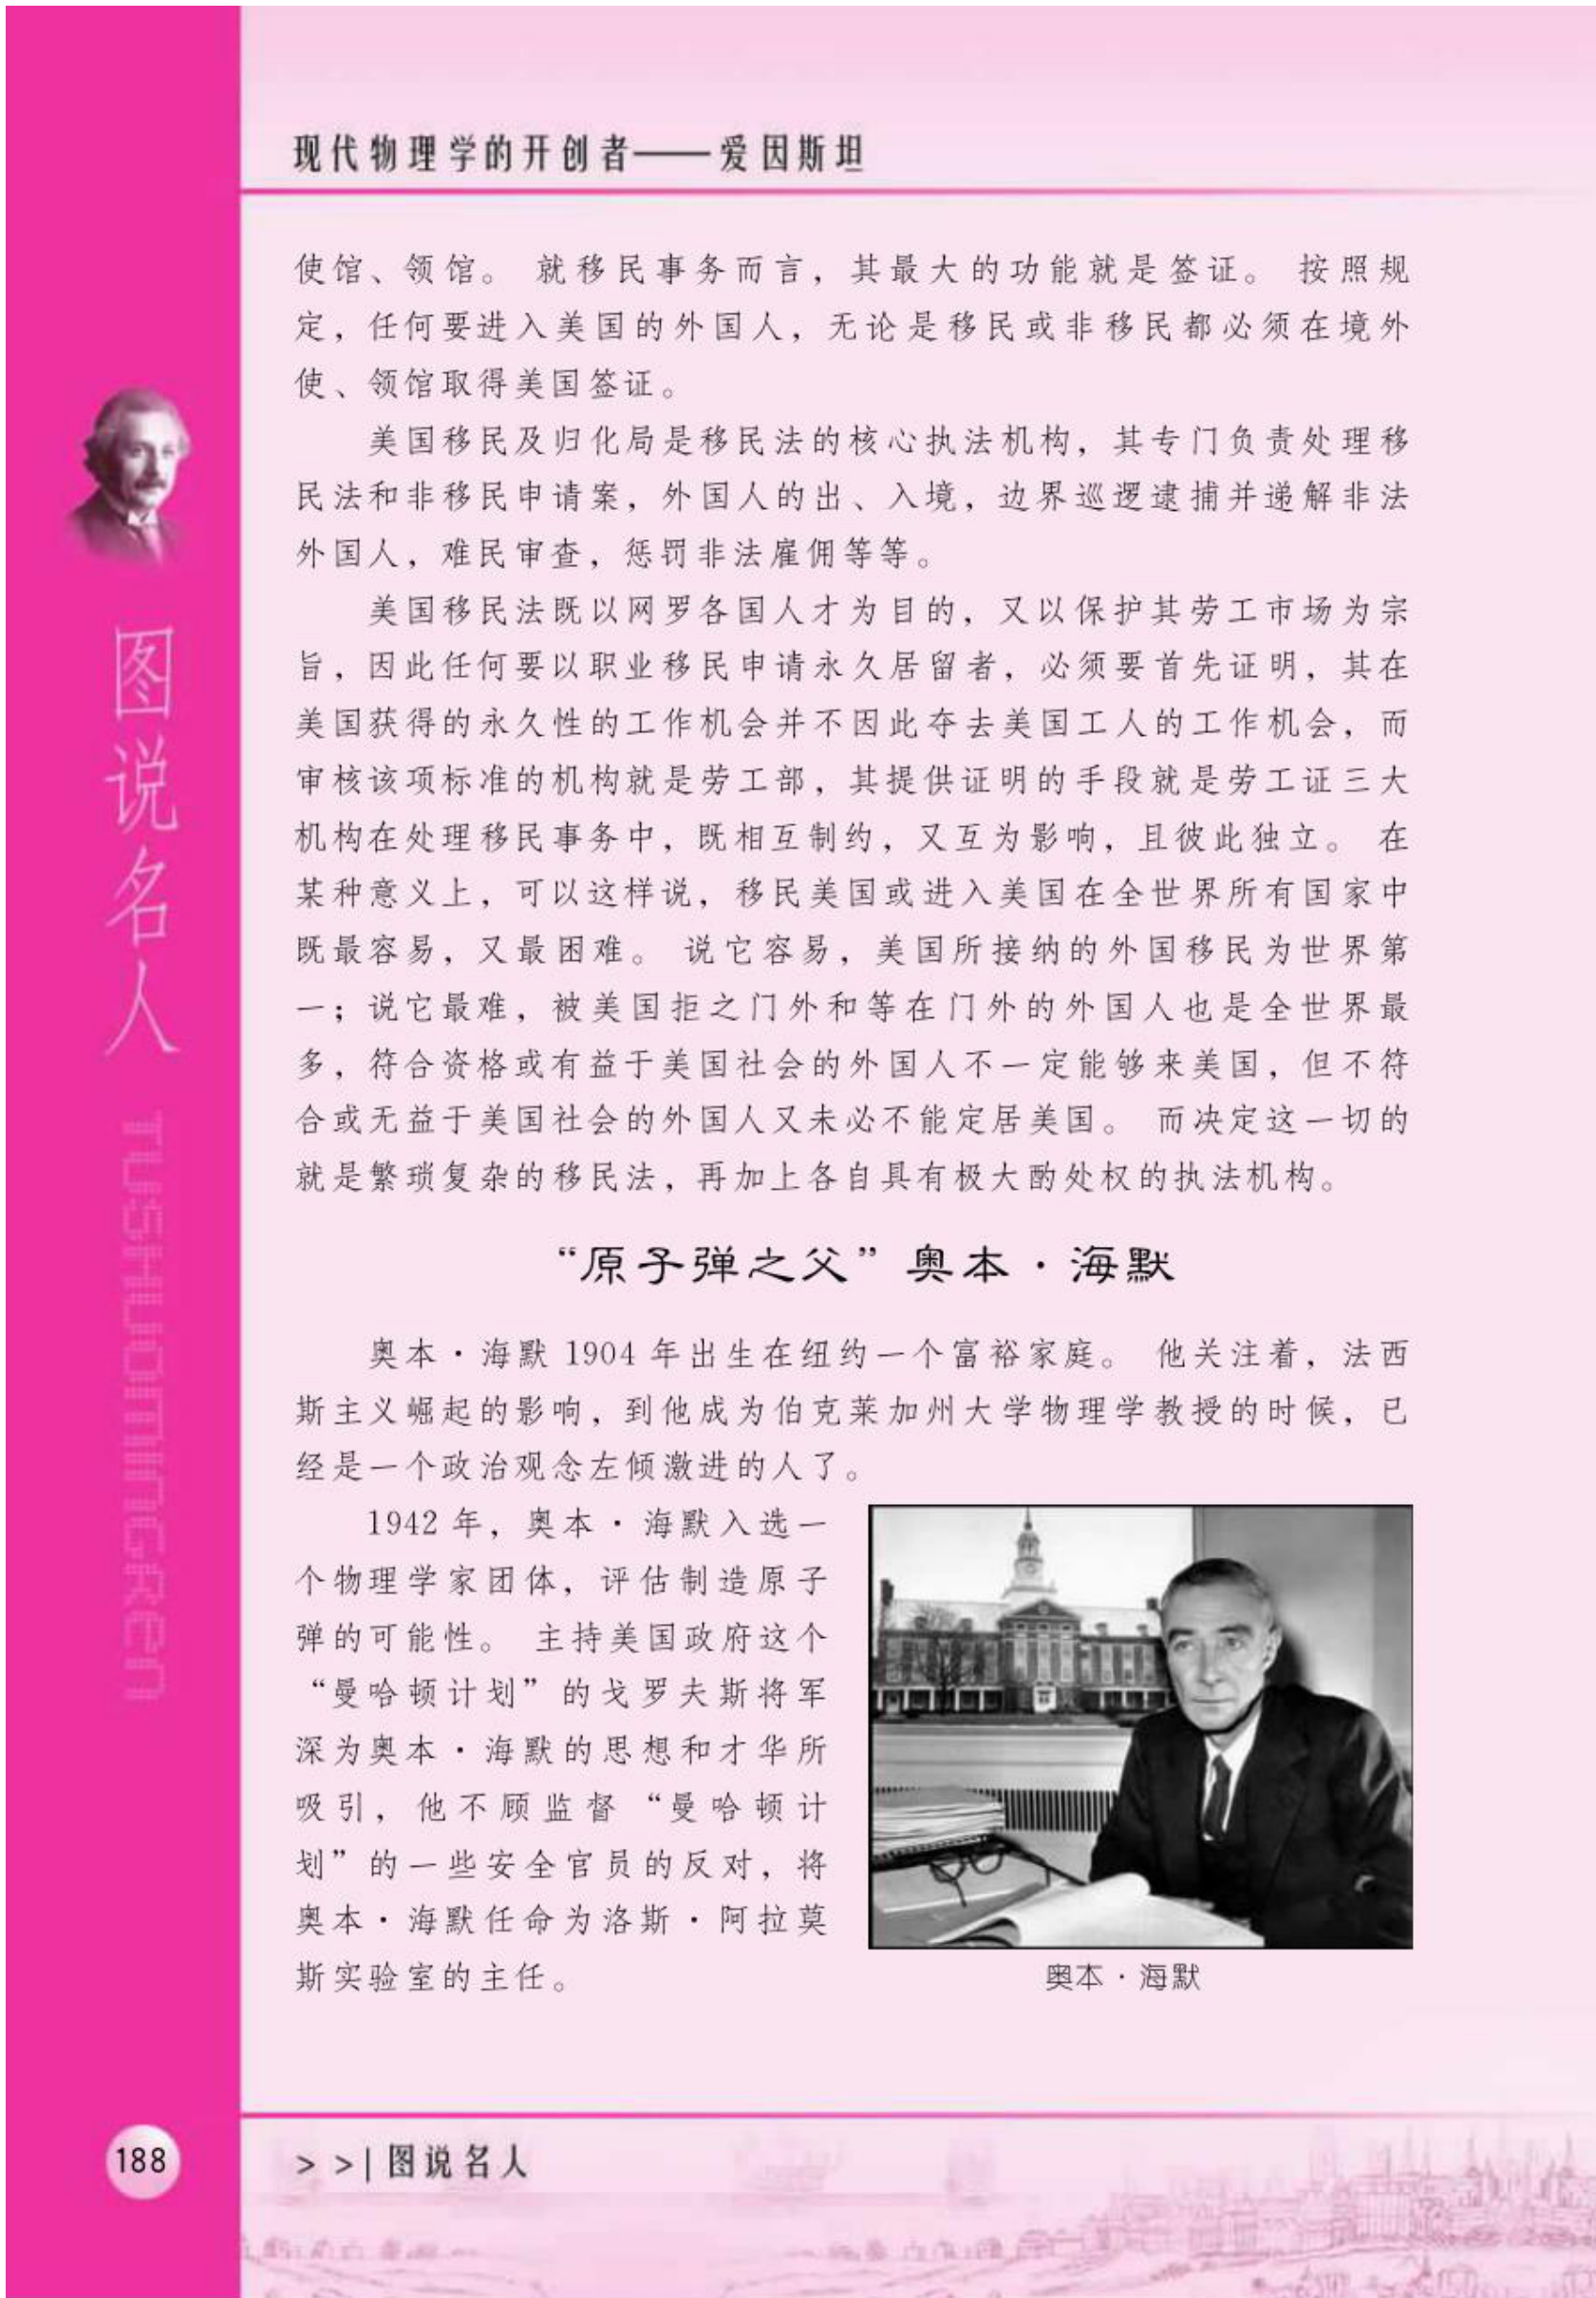 现代物理学的开创者——爱因斯坦
使馆、领馆。 就移民事务而言，其最大的功能就是签证。 按照规
定，任何要进入美国的外国人，无论是移民或非移民都必须在境外
使、领馆取得美国签证。
美国移民及归化局是移民法的核心执法机构，其专门负责处理移
民法和非移民申请案，外国人的出、入境，边界巡逻逮捕并递解非法
外国人，难民审查，惩罚非法雇佣等等。
美国移民法既以网罗各国人才为目的，又以保护其劳工市场为宗
旨，因此任何要以职业移民申请永久居留者，必须要首先证明，其在
美国获得的永久性的工作机会并不因此夺去美国工人的工作机会，而
审核该项标准的机构就是劳工部，其提供证明的手段就是劳工证三大
机构在处理移民事务中，既相互制约，又互为影响，且彼此独立。 在
某种意义上，可以这样说，移民美国或进入美国在全世界所有国家中
既最容易，又最困难。 说它容易，美国所接纳的外国移民为世界第
一；说它最难，被美国拒之门外和等在门外的外国人也是全世界最
多，符合资格或有益于美国社会的外国人不一定能够来美国，但不符
合或无益于美国社会的外国人又未必不能定居美国。 而决定这一切的
就是繁琐复杂的移民法，再加上各自具有极大酌处权的执法机构。
“原子弹之父”奥本·海默
奥本·海默 1904 年出生在纽约一个富裕家庭。 他关注着，法西
斯主义崛起的影响，到他成为伯克莱加州大学物理学教授的时候，已
经是一个政治观念左倾激进的人了。
1942 年，奥本·海默入选一
个物理学家团体，评估制造原子
弹的可能性。 主持美国政府这个
“曼哈顿计划”的戈罗夫斯将军
深为奥本·海默的思想和才华所
吸引，他不顾监督“曼哈顿计
划”的一些安全官员的反对，将
奥本·海默任命为洛斯·阿拉莫
斯实验室的主任。
奥本·海默
图说名人
TUSHUOMINGREN
188
> >| 图说名人